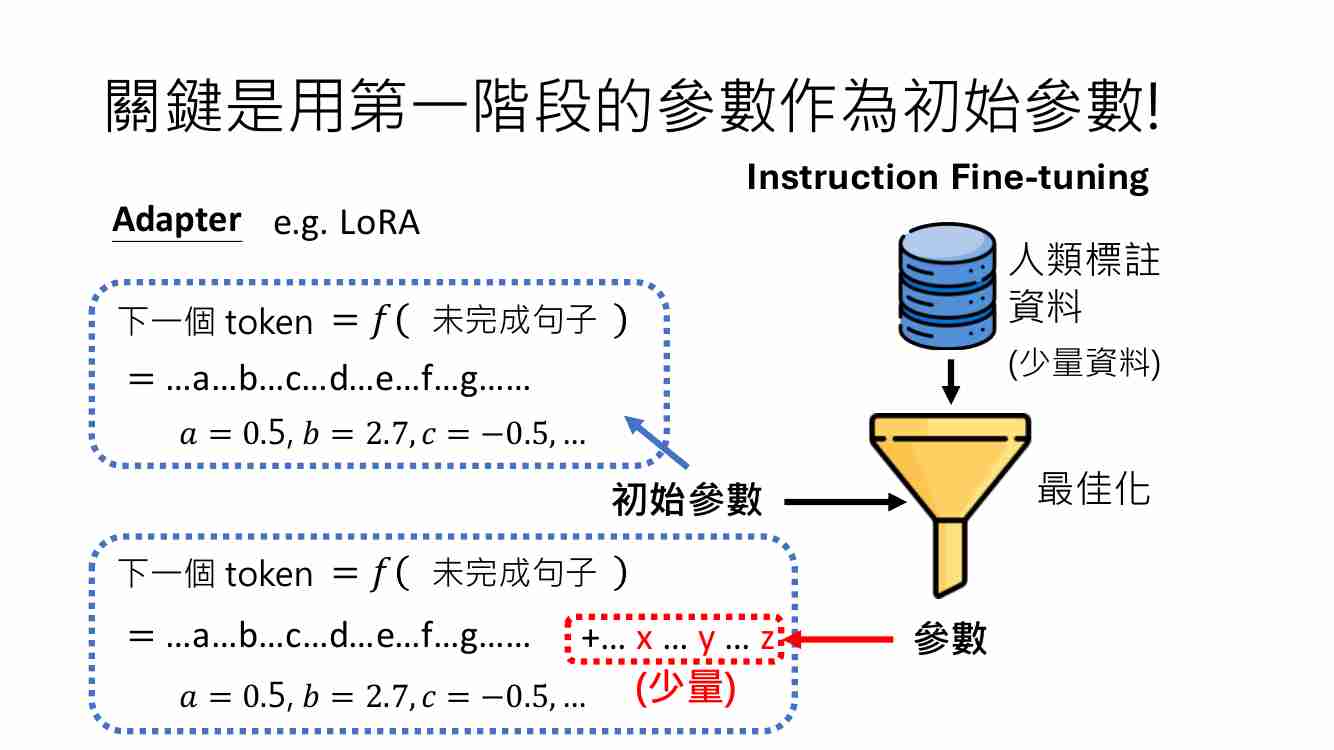 關鍵是用第一階段的參數作為初始參數!
Instruction Fine-tuning
Adapter e.g. LoRA
人類標註
資料
(少量資料)
下一個 token = f( 未完成句子 )
= …a…b…c…d…e…f…g……
a = 0.5, b = 2.7, c = −0.5, …
初始參數
最佳化
下一個 token = f( 未完成句子 )
= …a…b…c…d…e…f…g…… +… x … y … z
參數
a = 0.5, b = 2.7, c = −0.5, … (少量)